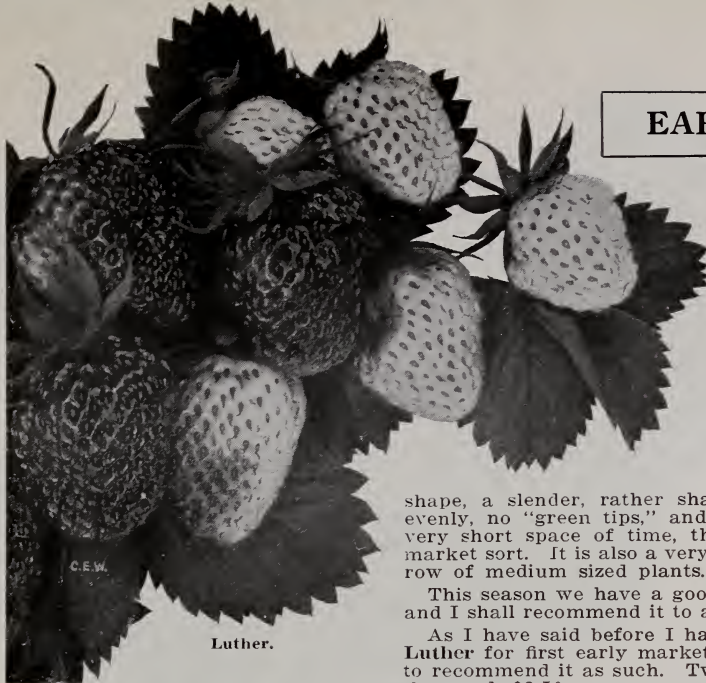 EAR
shape, a slender, rather sha
evenly, no "green tips," and
very short space of time, th
market sort. It is also a very
row of medium sized plants.
This season we have a goo
and I shall recommend it to a
As I have said before I ha
Luther for first early market
to recommend it as such. Tw
C.E.W.
Luther.